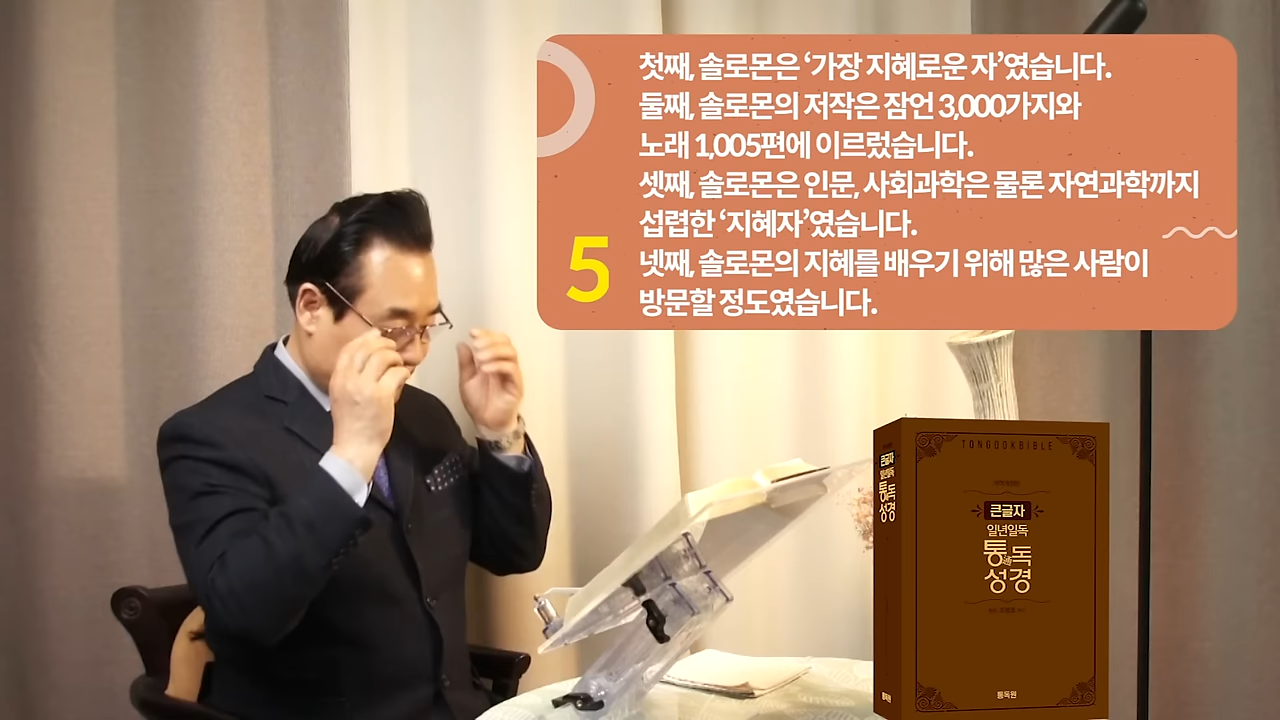 첫째, 솔로몬은 ‘가장 지혜로운 자’였습니다.
둘째, 솔로몬의 저작은 잠언 3,000가지와
노래 1,005편에 이르렀습니다.
셋째, 솔로몬은 인문, 사회과학은 물론 자연과학까지
섭렵한 ‘지혜자’였습니다.
5
넷째, 솔로몬의 지혜를 배우기 위해 많은 사람이
방문할 정도였습니다.
TONGDOKBIBLE
큰글자
일년일독
통독
성경
통독원
큰글자
일년일독
통독
성경
통독원